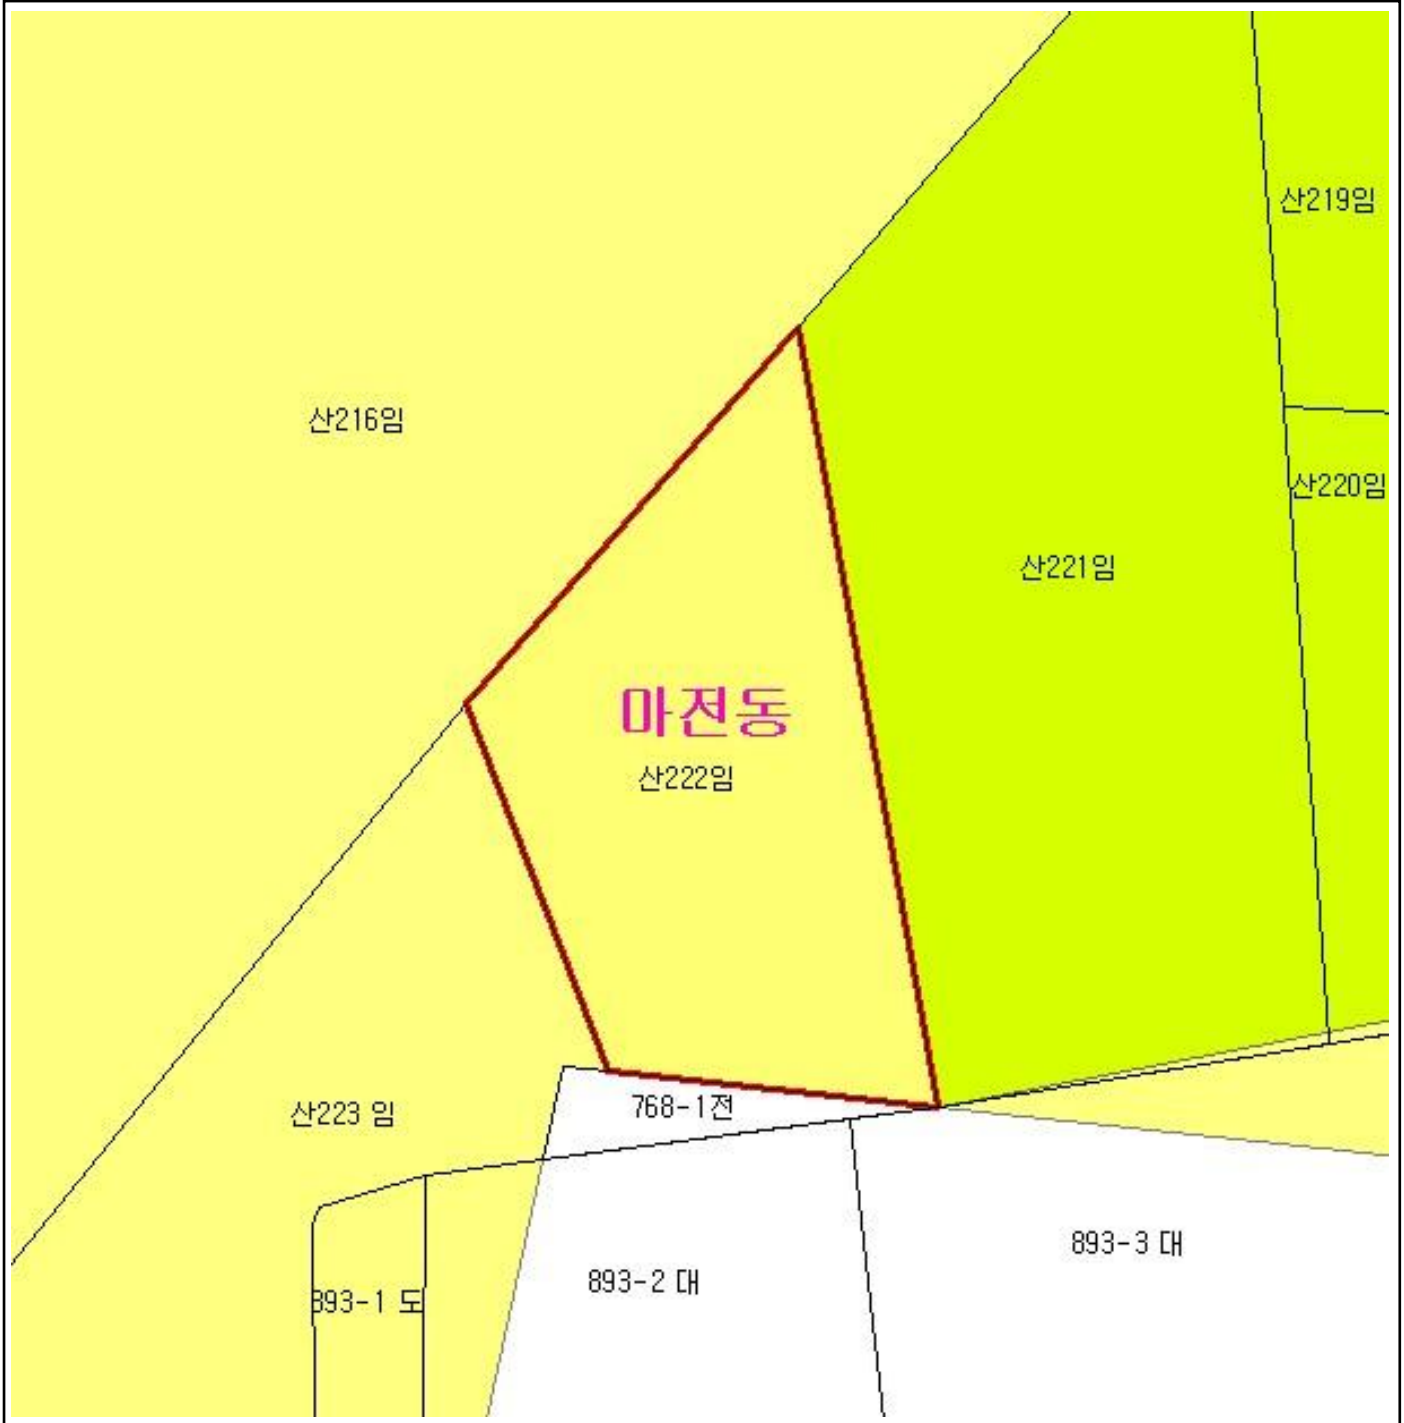 산219임
산216임
산220임
산221임
마전동
산222임
768-1전
산223 임
893-3 대
893-2 대
893-1 도